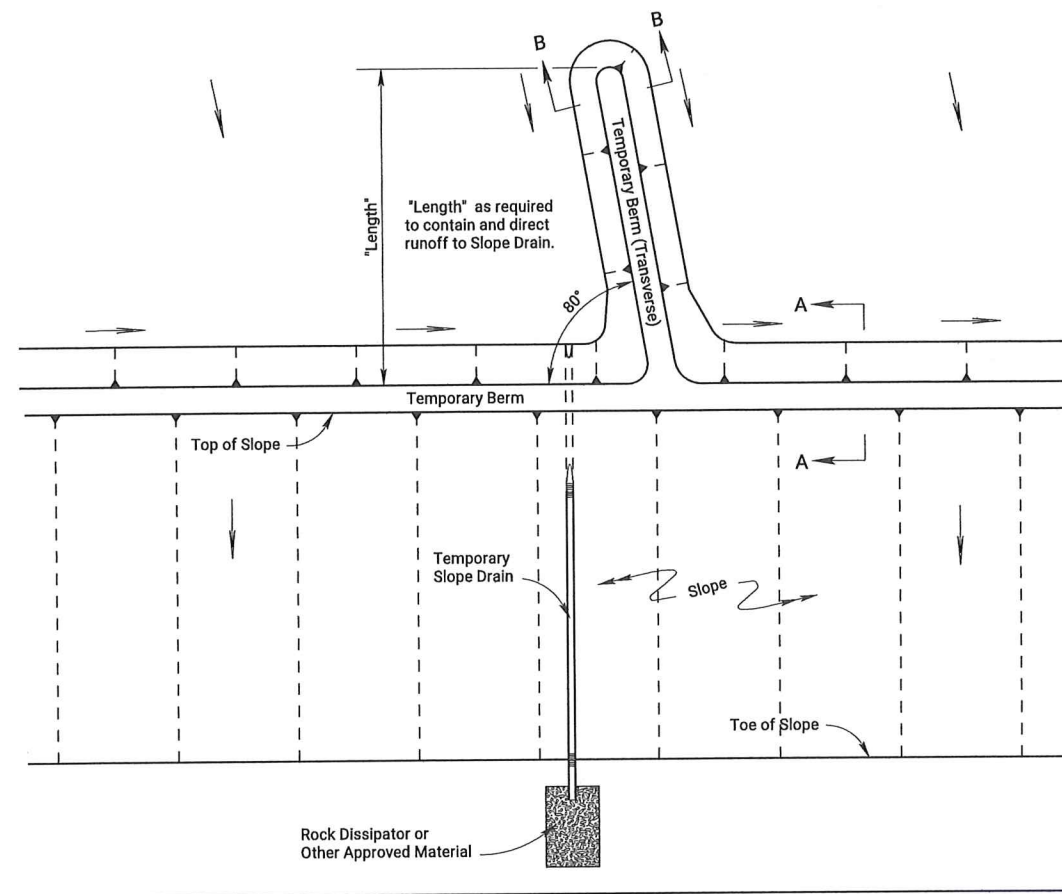 B
B
"Length"
"Length" as required
to contain and direct
runoff to Slope Drain.
Temporary Berm (Transverse)
80°
A
Temporary Berm
Top of Slope
A
Temporary
Slope Drain
Slope
Toe of Slope
Rock Dissipator or
Other Approved Material